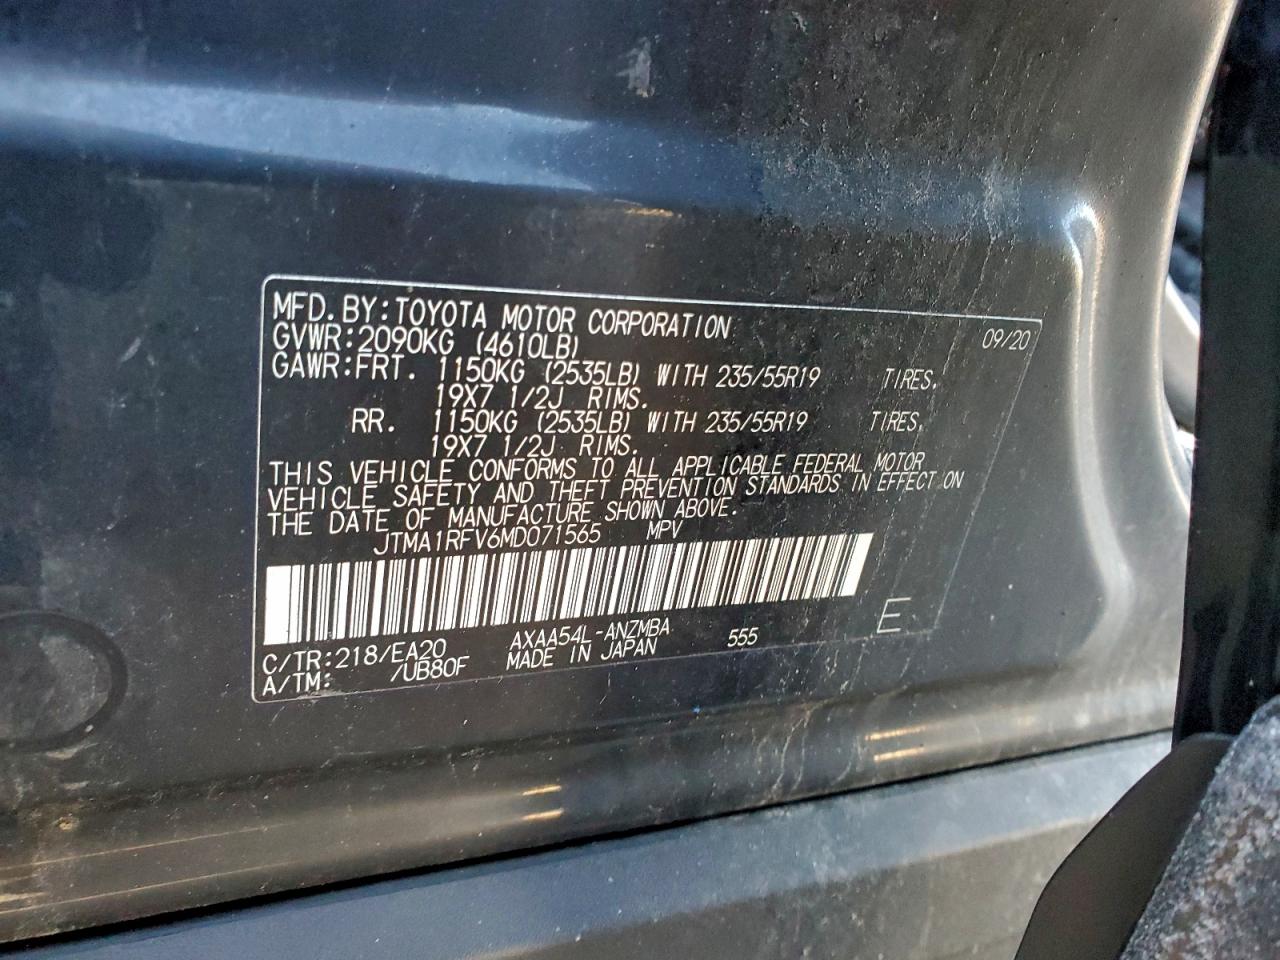 MFD. BY: TOYOTA MOTOR CORPORATION 09/20
GVWR: 2090KG (4610LB)
GAWR: FRT. 1150KG (2535LB) WITH 235/55R19 TIRES.
19X7 1/2J RIMS.
RR. 1150KG (2535LB) WITH 235/55R19 TIRES.
19X7 1/2J RIMS.
THIS VEHICLE CONFORMS TO ALL APPLICABLE FEDERAL MOTOR
VEHICLE SAFETY AND THEFT PREVENTION STANDARDS IN EFFECT ON
THE DATE OF MANUFACTURE SHOWN ABOVE.
JTMA1RFV6MD071565 MPV
C/TR: 218/EA20 AXAA54L-ANZMBA 555 E
A/TM: /UB80F MADE IN JAPAN